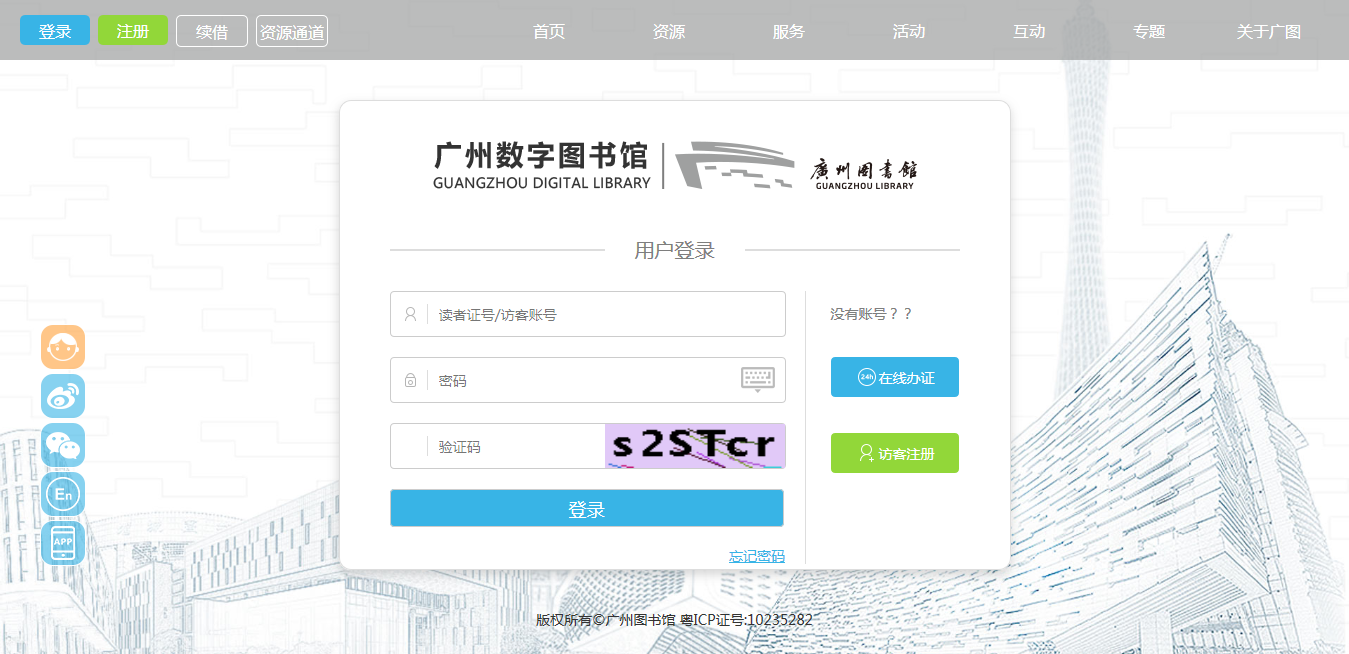 登录 注册 续借 资源通道 首页 资源 服务 活动 互动 专题 关于广图
广州数字图书馆
GUANGZHOU DIGITAL LIBRARY
廣州图書館
GUANGZHOU LIBRARY
用户登录
读者证号/访客账号
密码
验证码 s2STcr
登录
忘记密码
没有账号？？
24h 在线办证
访客注册
En
APP
版权所有©广州图书馆 粤ICP证号:10235282